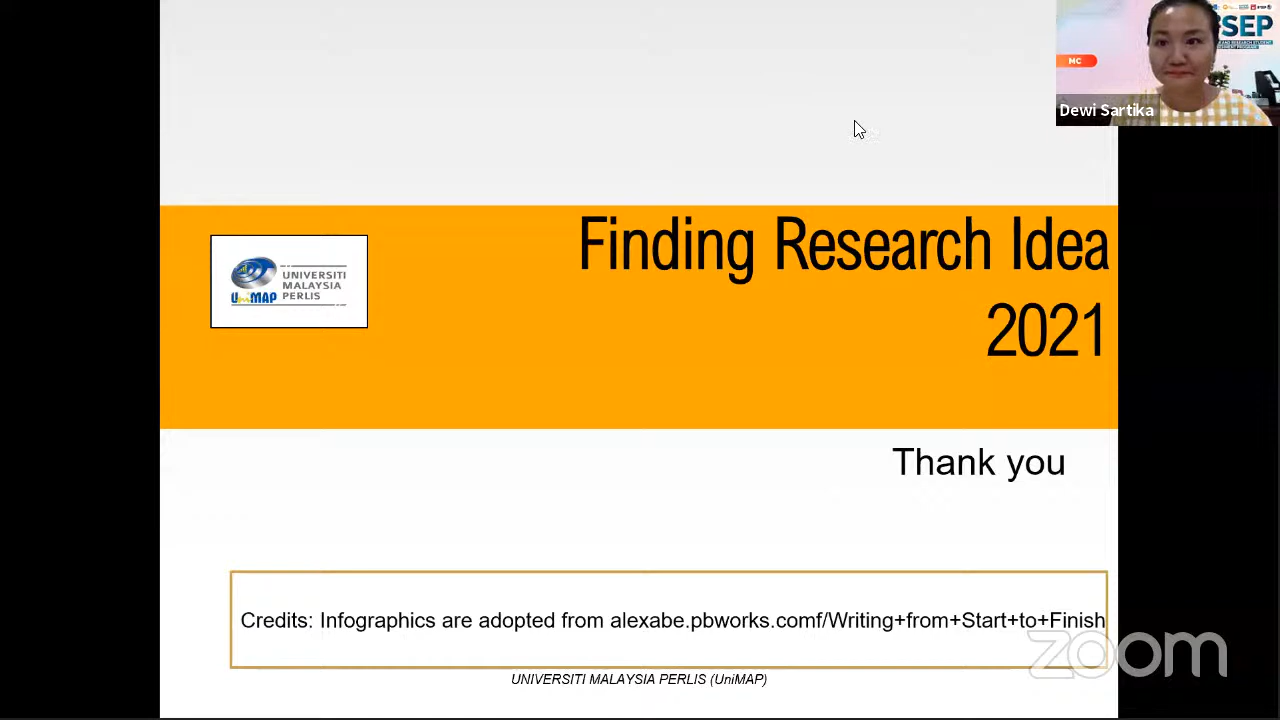 SEP
MC
Dewi Sartika
Finding Research Idea
2021
UNIVERSITI
MALAYSIA
PERLIS
UniMAP
Thank you
Credits: Infographics are adopted from alexabe.pbworks.comf/Writing+from+Start+to+Finish
zoom
UNIVERSITI MALAYSIA PERLIS (UniMAP)